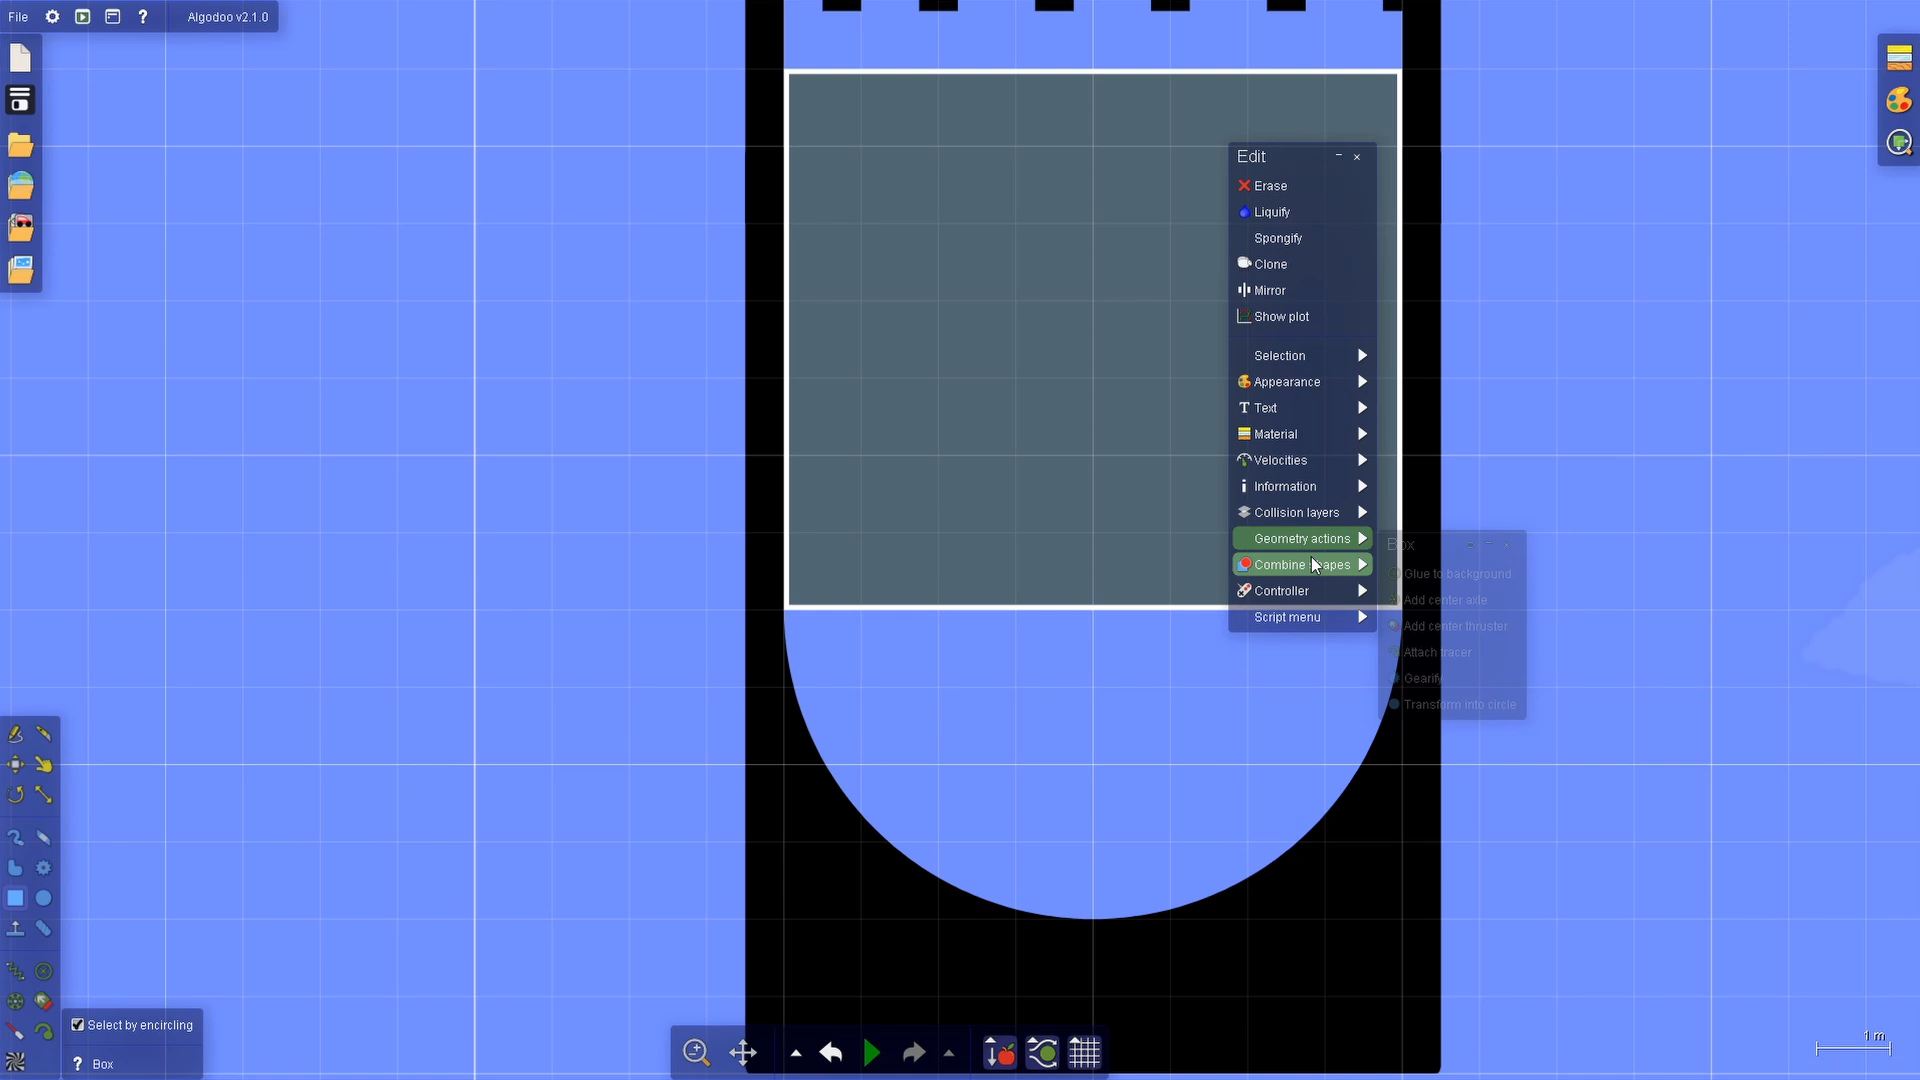 File
Algodoo v2.1.0
Edit
Erase
Liquify
Spongify
Clone
Mirror
Show plot
Selection
Appearance
Text
Material
Velocities
Information
Collision layers
Geometry actions
Combine shapes
Controller
Script menu
Box
Glue to background
Add center axle
Add center thruster
Attach tracer
Gearify
Transform into circle
Select by encircling
? Box
1 m